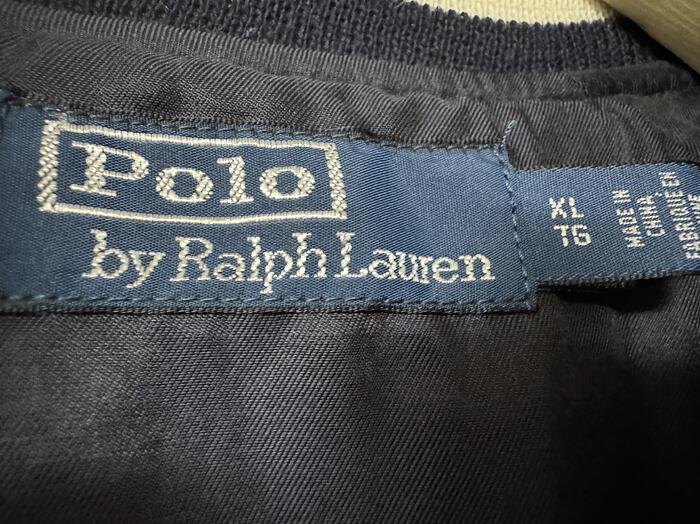 Polo
by Ralph Lauren
XL
TG
MADE IN
CHINA
FABRIQUE EN